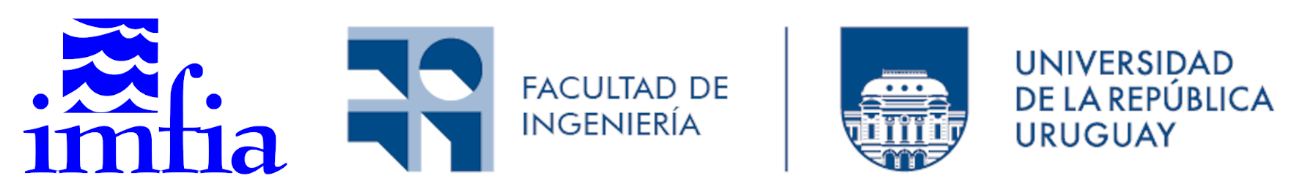 imfia
FACULTAD DE
INGENIERÍA
UNIVERSIDAD
DE LA REPÚBLICA
URUGUAY